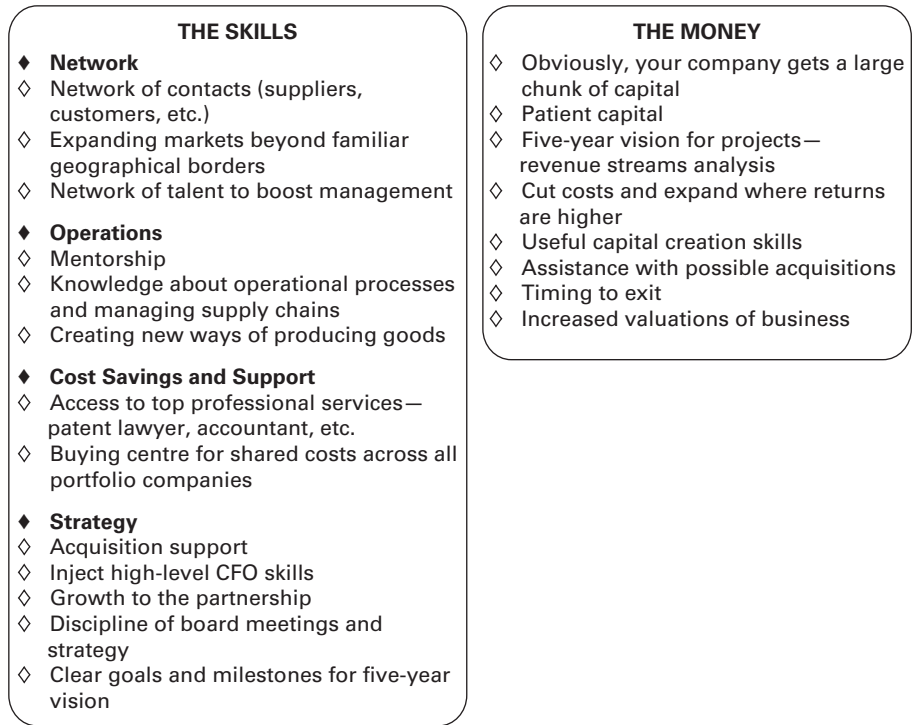 THE SKILLS
♦ Network
◊ Network of contacts (suppliers,
customers, etc.)
◊ Expanding markets beyond familiar
geographical borders
◊ Network of talent to boost management
♦ Operations
◊ Mentorship
◊ Knowledge about operational processes
and managing supply chains
◊ Creating new ways of producing goods
♦ Cost Savings and Support
◊ Access to top professional services—
patent lawyer, accountant, etc.
◊ Buying centre for shared costs across all
portfolio companies
♦ Strategy
◊ Acquisition support
◊ Inject high-level CFO skills
◊ Growth to the partnership
◊ Discipline of board meetings and
strategy
◊ Clear goals and milestones for five-year
vision
THE MONEY
◊ Obviously, your company gets a large
chunk of capital
◊ Patient capital
◊ Five-year vision for projects—
revenue streams analysis
◊ Cut costs and expand where returns
are higher
◊ Useful capital creation skills
◊ Assistance with possible acquisitions
◊ Timing to exit
◊ Increased valuations of business